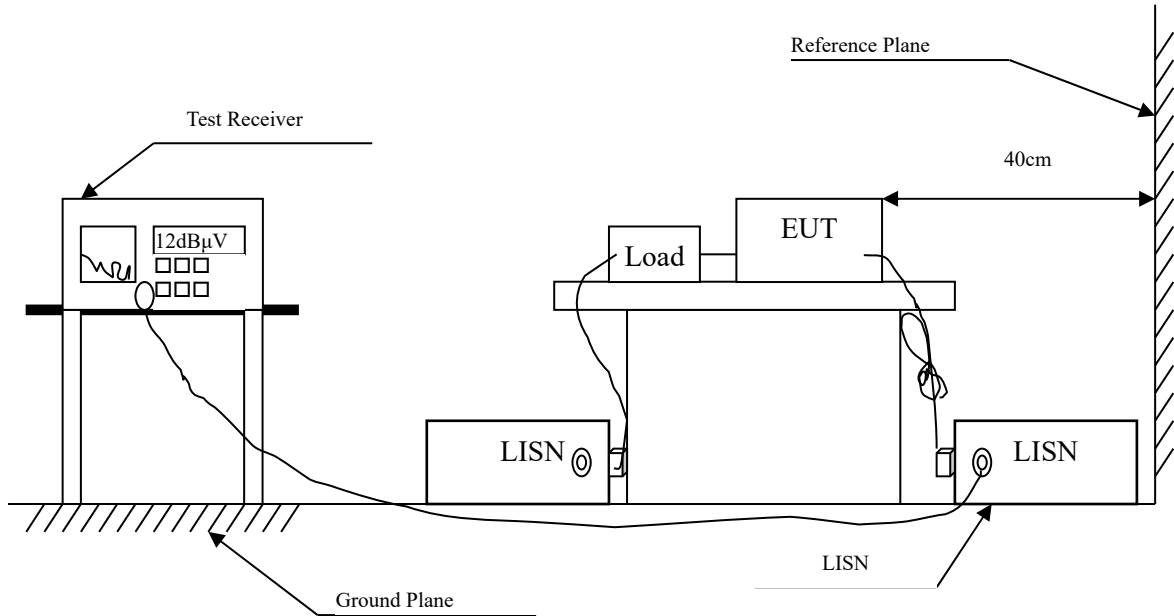 Reference Plane
Test Receiver
40cm
12dBμV
EUT
Load
LISN
LISN
LISN
Ground Plane